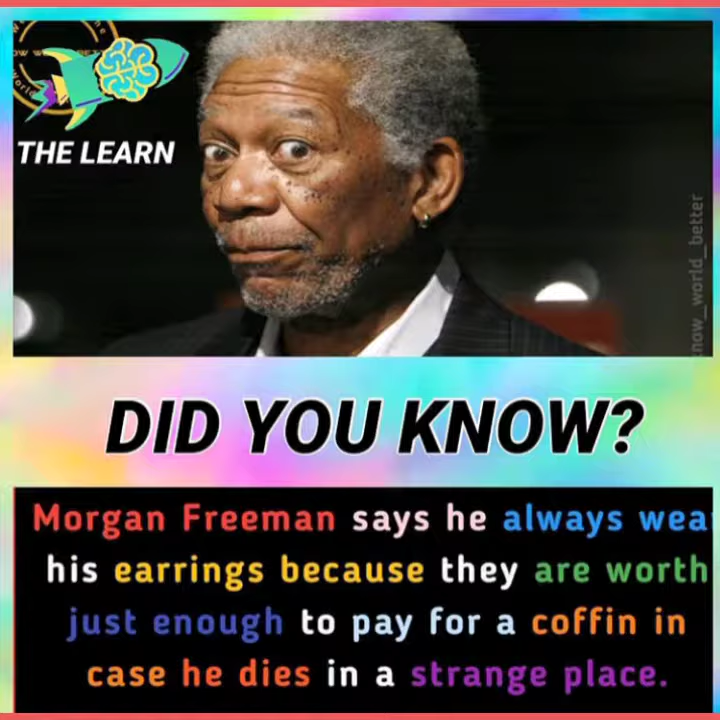 THE LEARN
now_world_better
DID YOU KNOW?
Morgan Freeman says he always wea
his earrings because they are worth
just enough to pay for a coffin in
case he dies in a strange place.